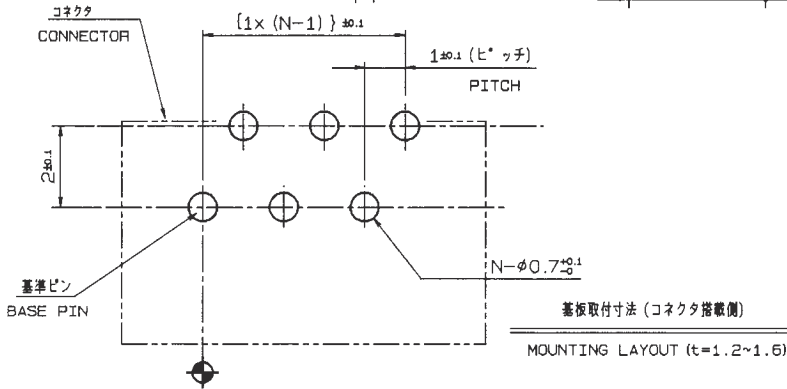 コネクタ
CONNECTOR
{1×(N-1)}±0.1
1±0.1(ピッチ)
PITCH
2±0.1
N-φ0.7+0.1-0
基準ピン
BASE PIN
基板取付寸法(コネクタ搭載側)
MOUNTING LAYOUT (t=1.2~1.6)